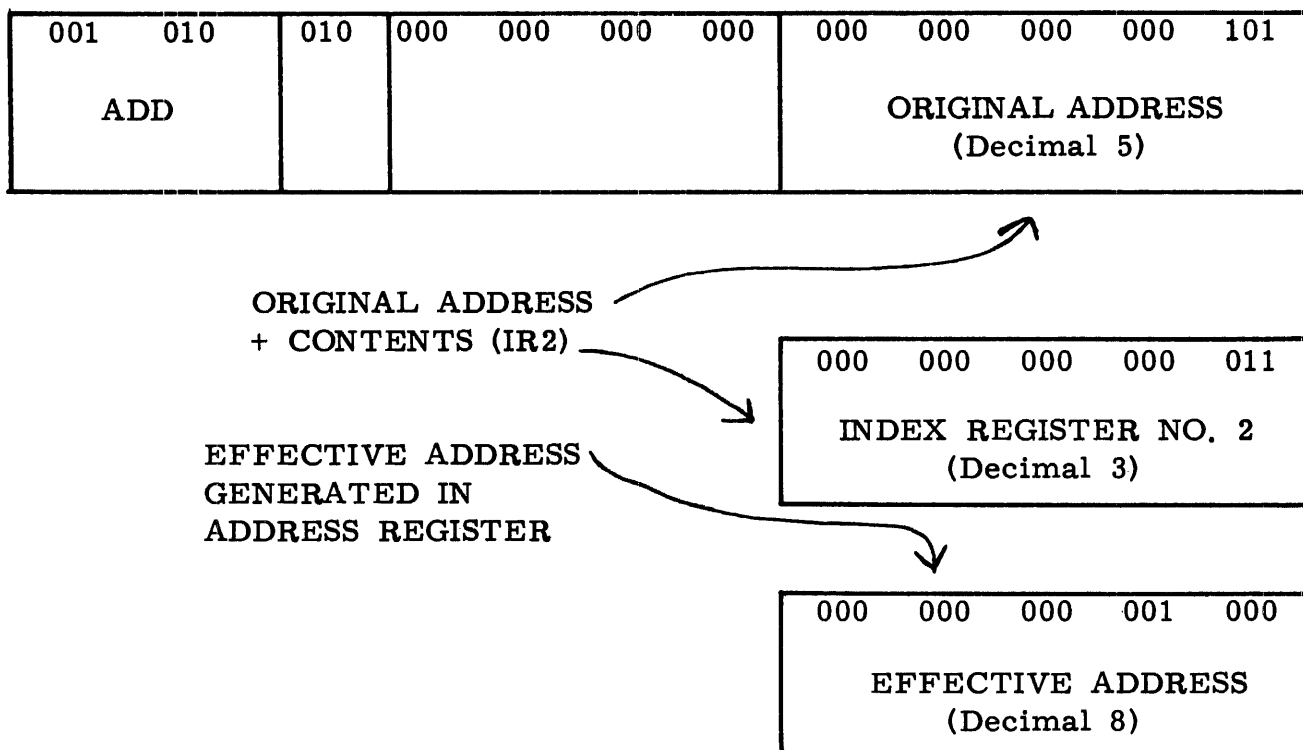 001 010 010 000 000 000 000 000 000 000 000 101
ADD
ORIGINAL ADDRESS
(Decimal 5)
ORIGINAL ADDRESS
+ CONTENTS (IR2)
000 000 000 000 011
INDEX REGISTER NO. 2
(Decimal 3)
EFFECTIVE ADDRESS
GENERATED IN
ADDRESS REGISTER
000 000 000 001 000
EFFECTIVE ADDRESS
(Decimal 8)